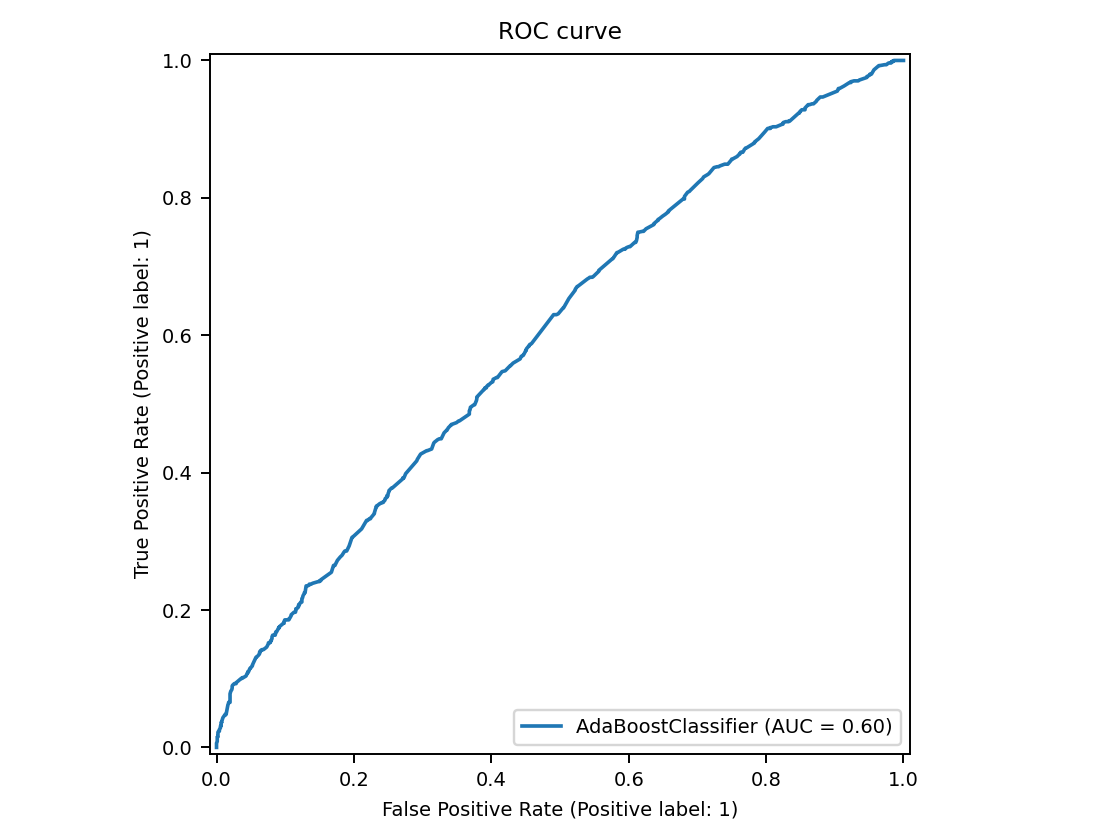 ROC curve
True Positive Rate (Positive label: 1)
1.0
0.8
0.6
0.4
0.2
0.0
AdaBoostClassifier (AUC = 0.60)
0.0 0.2 0.4 0.6 0.8 1.0
False Positive Rate (Positive label: 1)